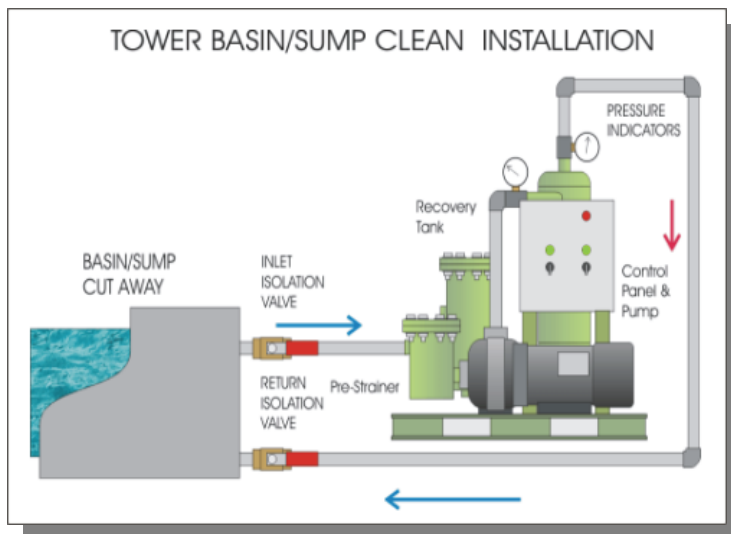 TOWER BASIN/SUMP CLEAN INSTALLATION
PRESSURE
INDICATORS
Recovery
Tank
BASIN/SUMP
CUT AWAY
INLET
ISOLATION
VALVE
Control
Panel &
Pump
RETURN
ISOLATION
VALVE
Pre-Strainer